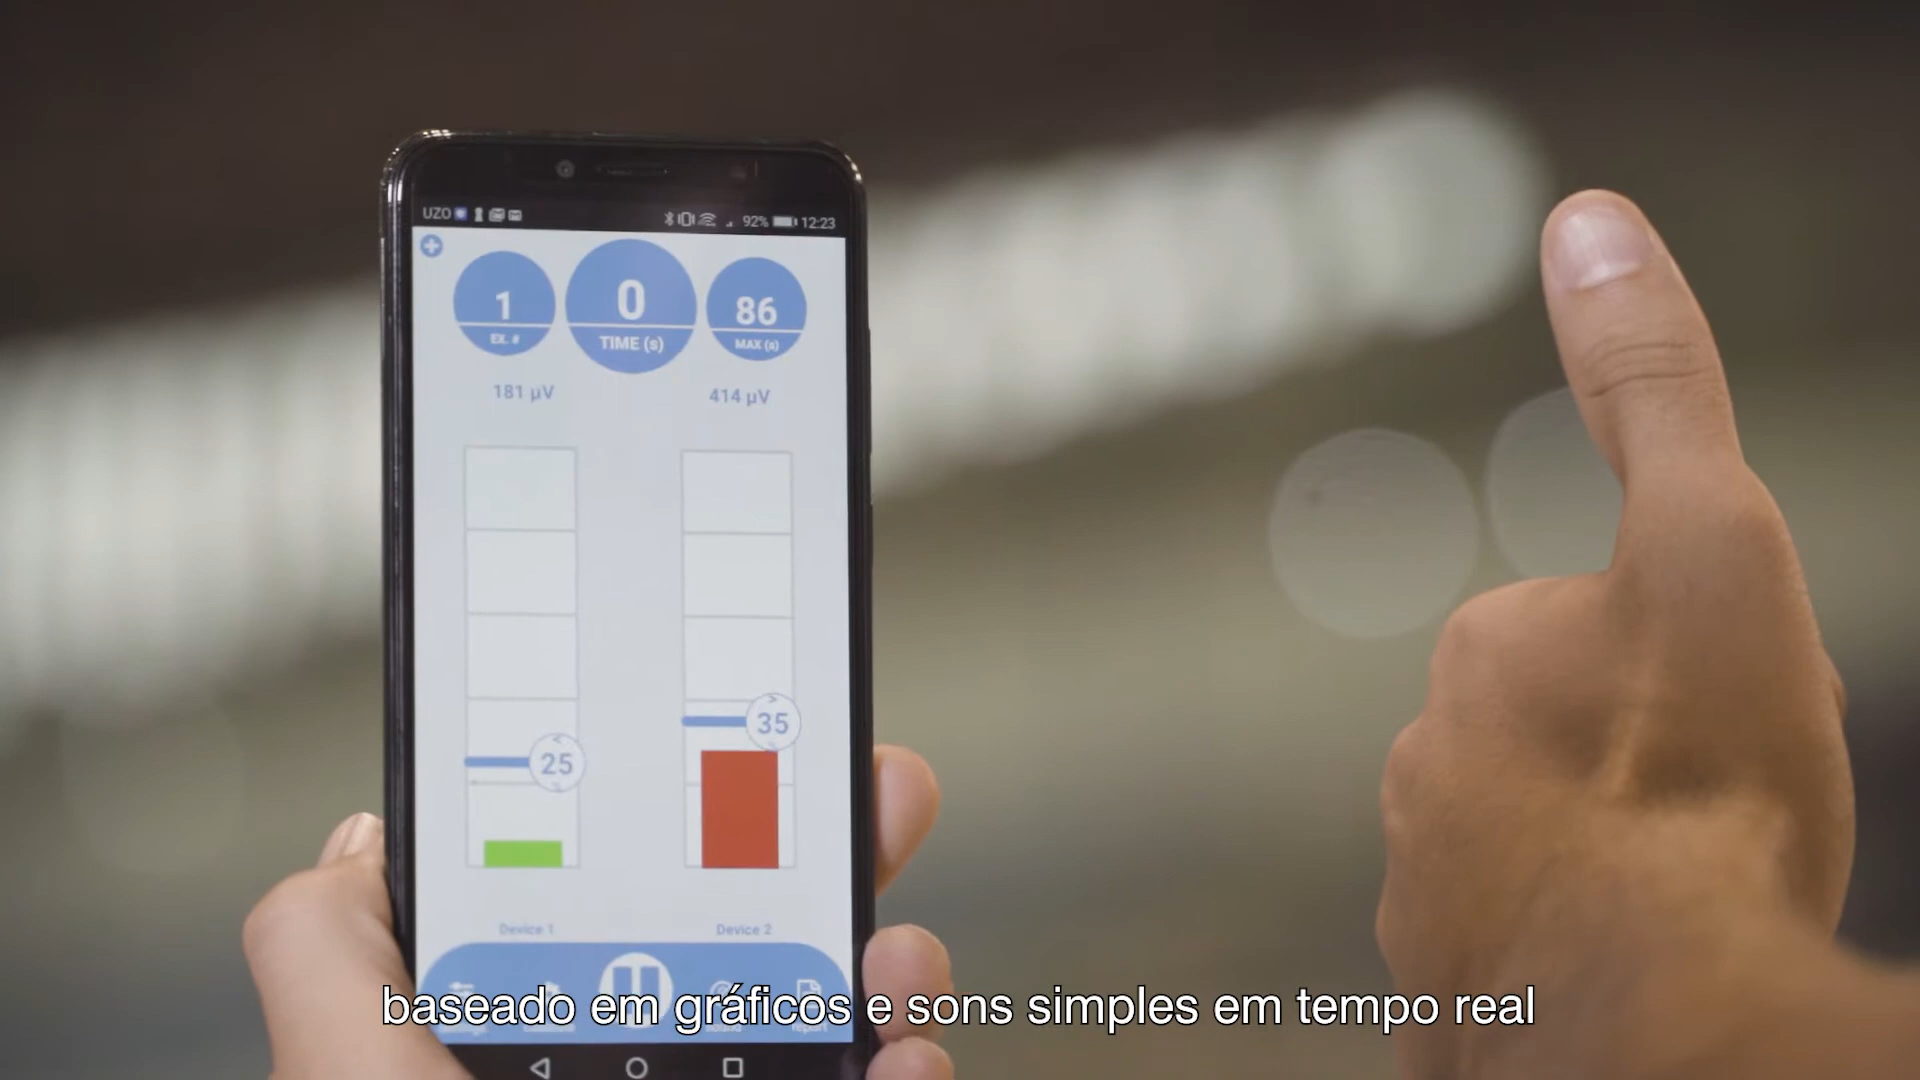 UZO 92% 12:23
1 0 86
EX. # TIME (s) MAX (s)
181 µV 414 µV
35
25
Device 1 Device 2
baseado em gráficos e sons simples em tempo real